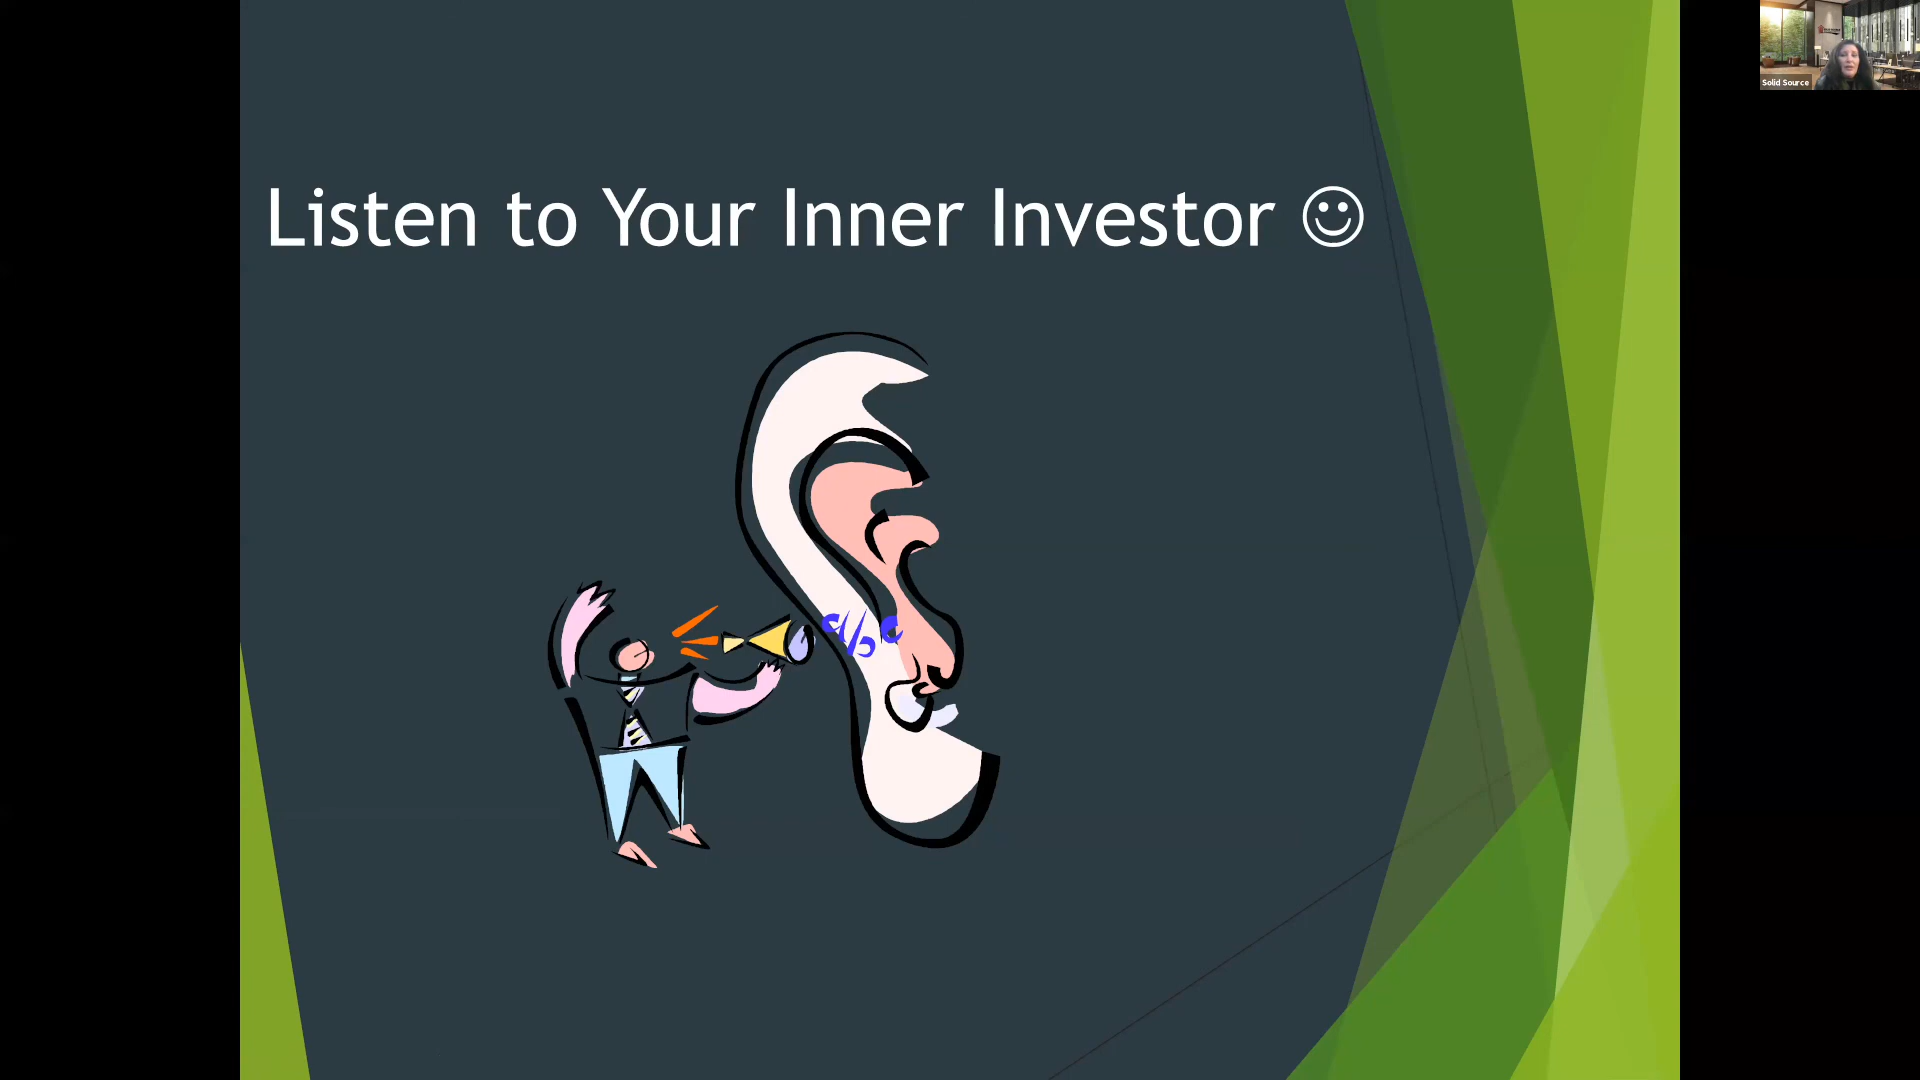 Listen to Your Inner Investor ☺
Solid Source